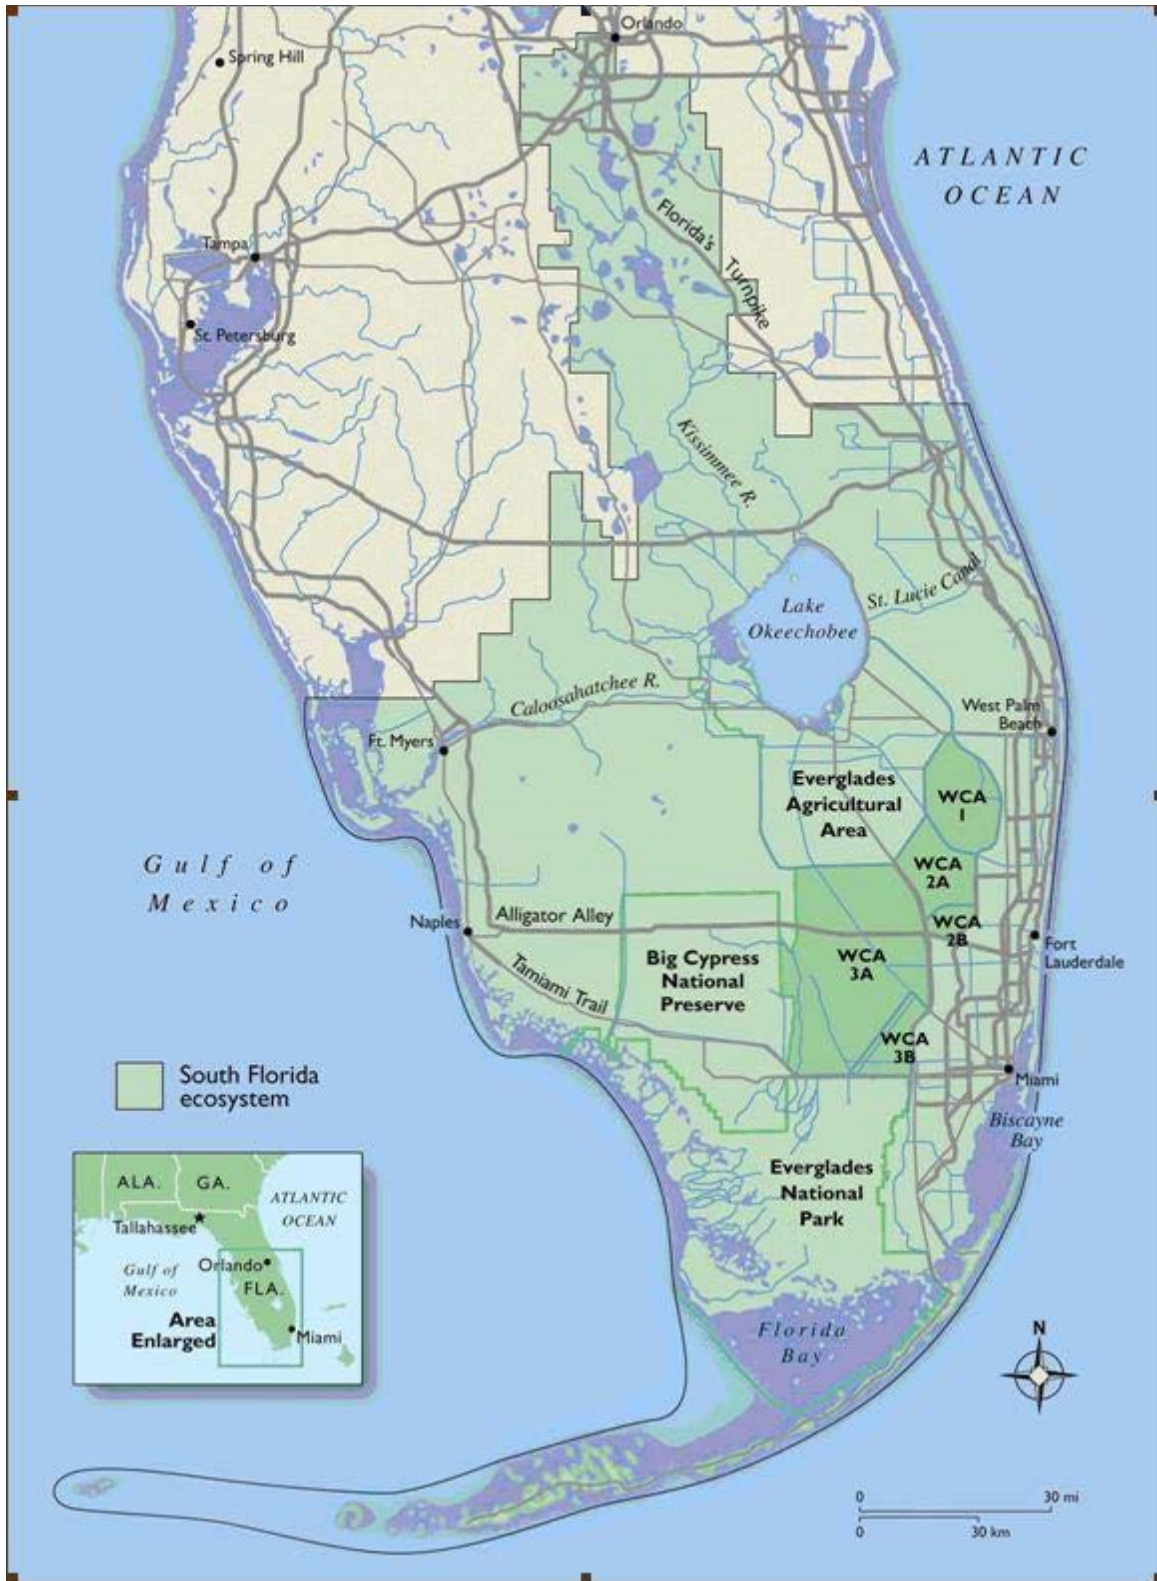 Orlando
Spring Hill
ATLANTIC
OCEAN
Florida's
Turnpike
Tampa
St. Petersburg
Kissimmee R.
Lake
Okeechobee
St. Lucie Canal
Caloosahatchee R.
West Palm
Beach
Ft. Myers
Everglades
Agricultural
Area
WCA
1
WCA
2A
Gulf of
Mexico
Naples
Alligator Alley
WCA
2B
Fort
Lauderdale
Big Cypress
National
Preserve
WCA
3A
Tamiami Trail
WCA
3B
Miami
South Florida
ecosystem
Biscayne
Bay
Everglades
National
Park
ALA.
GA.
ATLANTIC
OCEAN
Tallahassee
Gulf of
Mexico
Orlando
FLA.
Area
Enlarged
Miami
Florida
Bay
N
0 30 mi
0 30 km